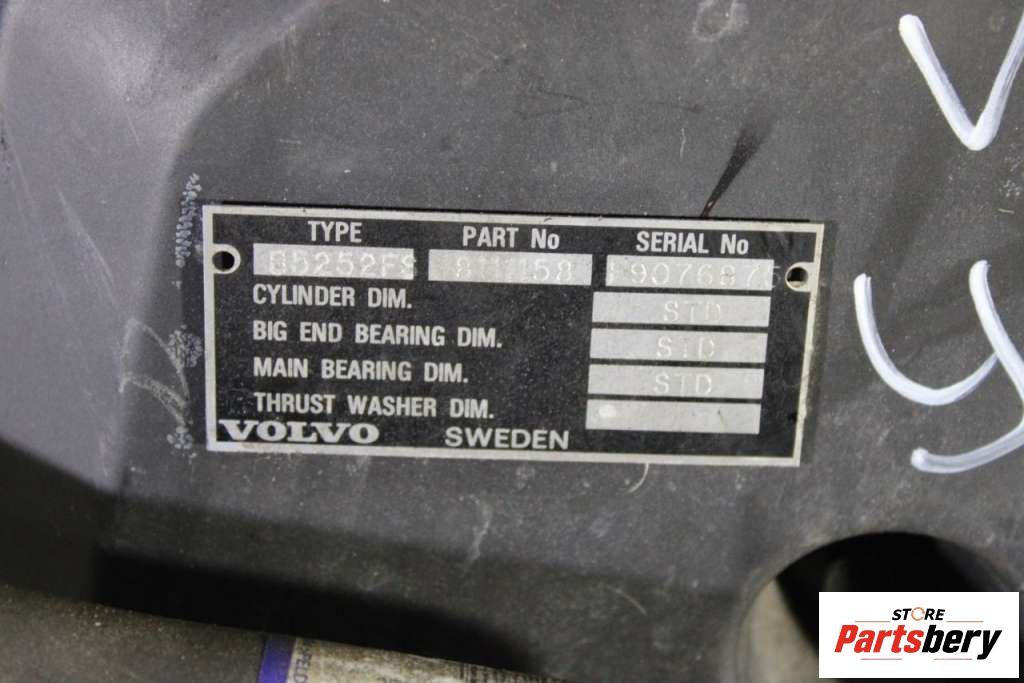 TYPE PART No SERIAL No
B5252FS
CYLINDER DIM. STD
BIG END BEARING DIM. STD
MAIN BEARING DIM. STD
THRUST WASHER DIM.
VOLVO SWEDEN
STORE
Partsbery